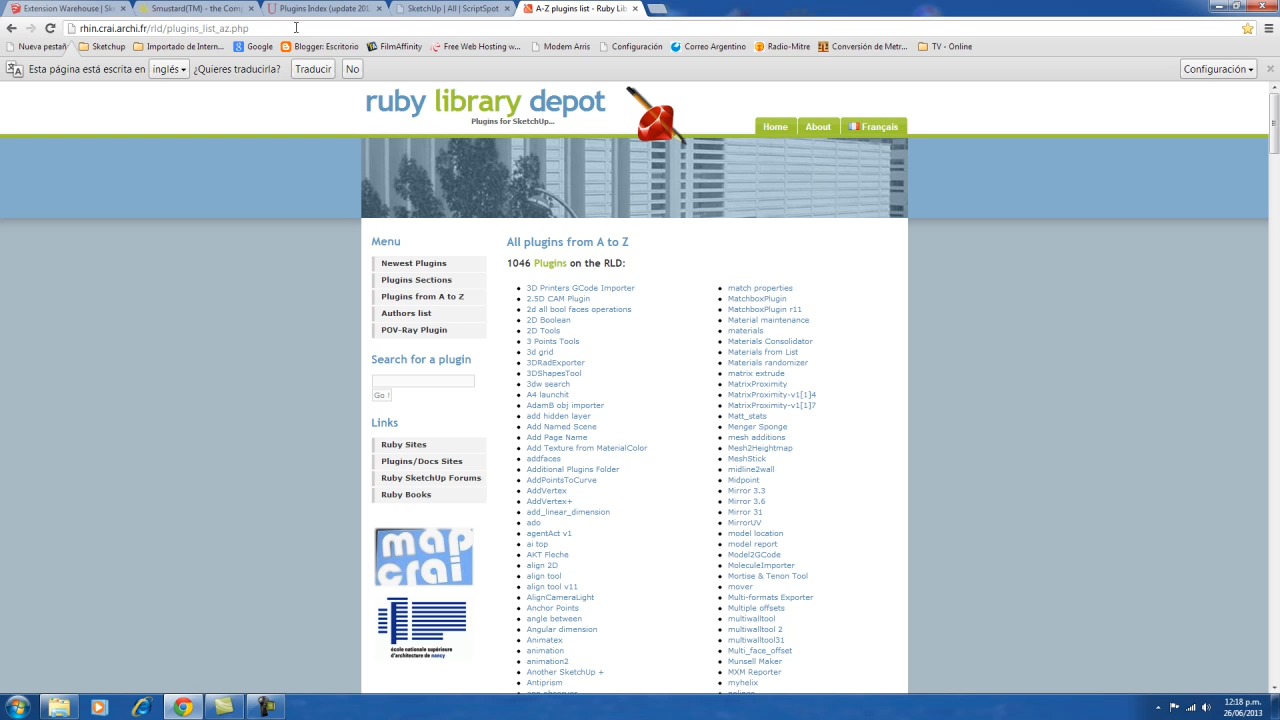 Extension Warehouse | Sk
Smustard(TM) - the Com
Plugins Index (update 201
SketchUp | All | ScriptSpot
A-Z plugins list - Ruby Lib
rhin.crai.archi.fr/rld/plugins_list_az.php
Nueva pestaña
Sketchup
Importado de Intern...
Google
Blogger: Escritorio
FilmAffinity
Free Web Hosting w...
Modem Arris
Configuración
Correo Argentino
Radio-Mitre
Conversión de Metr...
TV - Online
Esta página está escrita en inglés ¿Quieres traducirla? Traducir No Configuración
ruby library depot
Plugins for SketchUp...
Home About Français
Menu
Newest Plugins
Plugins Sections
Plugins from A to Z
Authors list
POV-Ray Plugin
Search for a plugin
Go !
Links
Ruby Sites
Plugins/Docs Sites
Ruby SketchUp Forums
Ruby Books
map
crai
école nationale supérieure
d'architecture de nancy
All plugins from A to Z
1046 Plugins on the RLD:
3D Printers GCode Importer
2.5D CAM Plugin
2d all bool faces operations
2D Boolean
2D Tools
3 Points Tools
3d grid
3DRadExporter
3DShapesTool
3dw search
A4 launchit
AdamB obj importer
add hidden layer
Add Named Scene
Add Page Name
Add Texture from MaterialColor
addfaces
Additional Plugins Folder
AddPointsToCurve
AddVertex
AddVertex+
add_linear_dimension
ado
agentAct v1
ai top
AKT Fleche
align 2D
align tool
align tool v11
AlignCameraLight
Anchor Points
angle between
Angular dimension
Animatex
animation
animation2
Another SketchUp +
Antiprism
match properties
MatchboxPlugin
MatchboxPlugin r11
Material maintenance
materials
Materials Consolidator
Materials from List
Materials randomizer
matrix extrude
MatrixProximity
MatrixProximity-v1[1]4
MatrixProximity-v1[1]7
Matt_stats
Menger Sponge
mesh additions
Mesh2Heightmap
MeshStick
midline2wall
Midpoint
Mirror 3.3
Mirror 3.6
Mirror 31
MirrorUV
model location
model report
Model2GCode
MoleculeImporter
Mortise & Tenon Tool
mover
Multi-formats Exporter
Multiple offsets
multiwalltool
multiwalltool 2
multiwalltool31
Multi_face_offset
Munsell Maker
MXM Reporter
myhelix
12:18 p.m.
26/06/2013